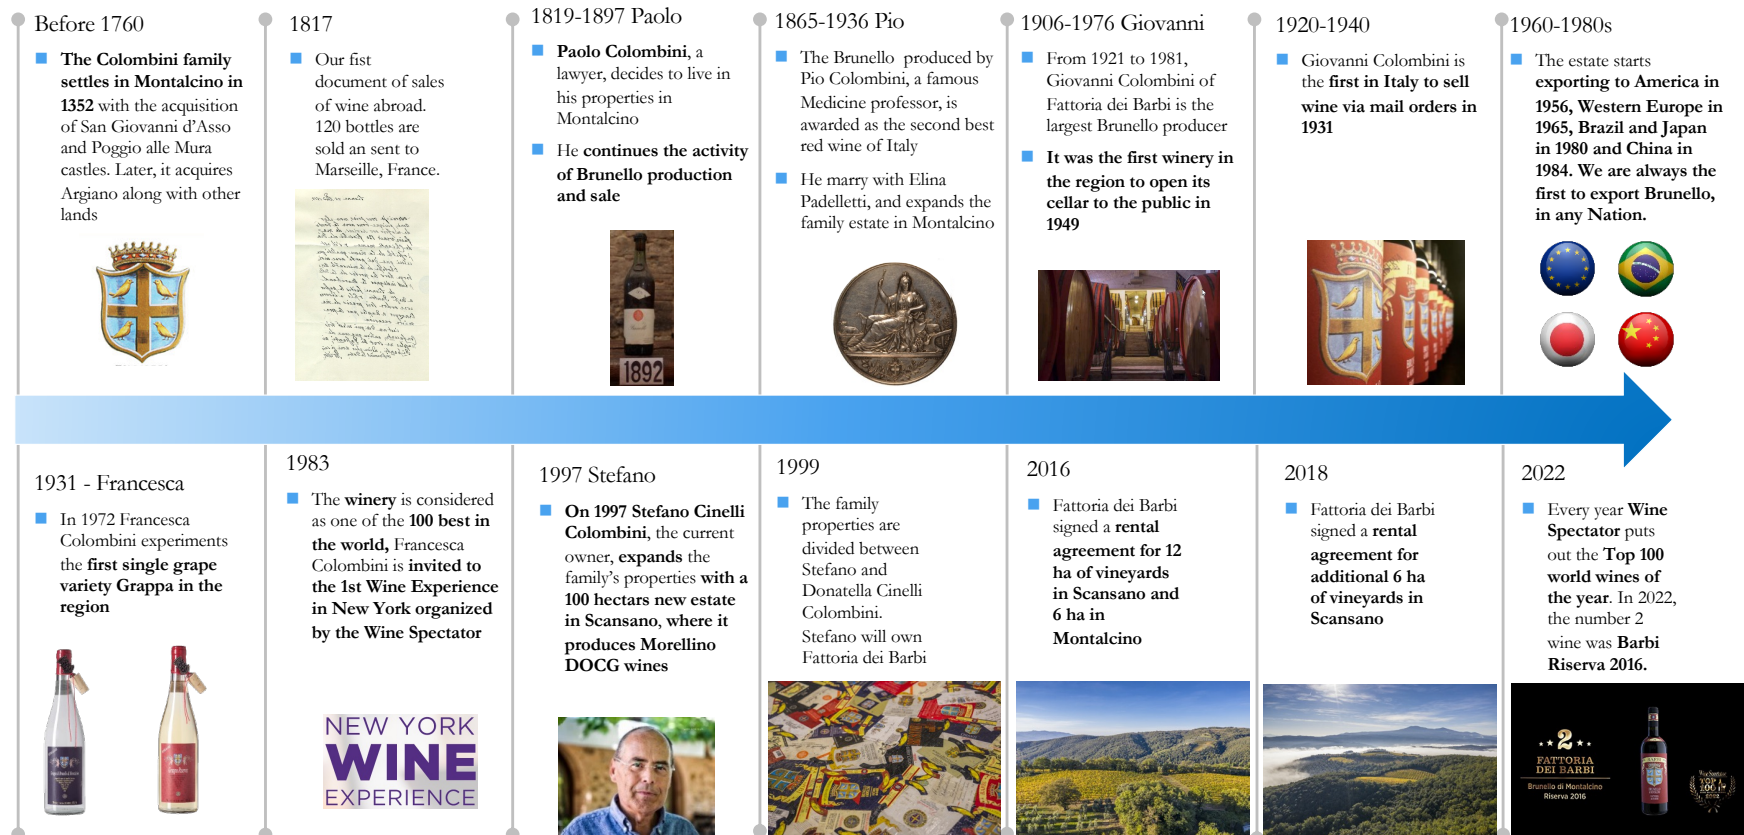 Before 1760
The Colombini family
settles in Montalcino in
1352 with the acquisition
of San Giovanni d'Asso
and Poggio alle Mura
castles. Later, it acquires
Argiano along with other
lands
1817
Our fist
document of sales
of wine abroad.
120 bottles are
sold an sent to
Marseille, France.
1819-1897 Paolo
Paolo Colombini, a
lawyer, decides to live in
his properties in
Montalcino
He continues the activity
of Brunello production
and sale
1892
1865-1936 Pio
The Brunello produced by
Pio Colombini, a famous
Medicine professor, is
awarded as the second best
red wine of Italy
He marry with Elina
Padelletti, and expands the
family estate in Montalcino
1906-1976 Giovanni
From 1921 to 1981,
Giovanni Colombini of
Fattoria dei Barbi is the
largest Brunello producer
It was the first winery in
the region to open its
cellar to the public in
1949
1920-1940
Giovanni Colombini is
the first in Italy to sell
wine via mail orders in
1931
1960-1980s
The estate starts
exporting to America in
1956, Western Europe in
1965, Brazil and Japan
in 1980 and China in
1984. We are always the
first to export Brunello,
in any Nation.
1931 - Francesca
In 1972 Francesca
Colombini experiments
the first single grape
variety Grappa in the
region
1983
The winery is considered
as one of the 100 best in
the world, Francesca
Colombini is invited to
the 1st Wine Experience
in New York organized
by the Wine Spectator
NEW YORK
WINE
EXPERIENCE
1997 Stefano
On 1997 Stefano Cinelli
Colombini, the current
owner, expands the
family's properties with a
100 hectars new estate
in Scansano, where it
produces Morellino
DOCG wines
1999
The family
properties are
divided between
Stefano and
Donatella Cinelli
Colombini.
Stefano will own
Fattoria dei Barbi
2016
Fattoria dei Barbi
signed a rental
agreement for 12
ha of vineyards
in Scansano and
6 ha in
Montalcino
2018
Fattoria dei Barbi
signed a rental
agreement for
additional 6 ha
of vineyards in
Scansano
2022
Every year Wine
Spectator puts
out the Top 100
world wines of
the year. In 2022,
the number 2
wine was Barbi
Riserva 2016.
2
FATTORIA
DEI BARBI
Brunello di Montalcino
Riserva 2016
Wine Spectator
TOP
100
2022